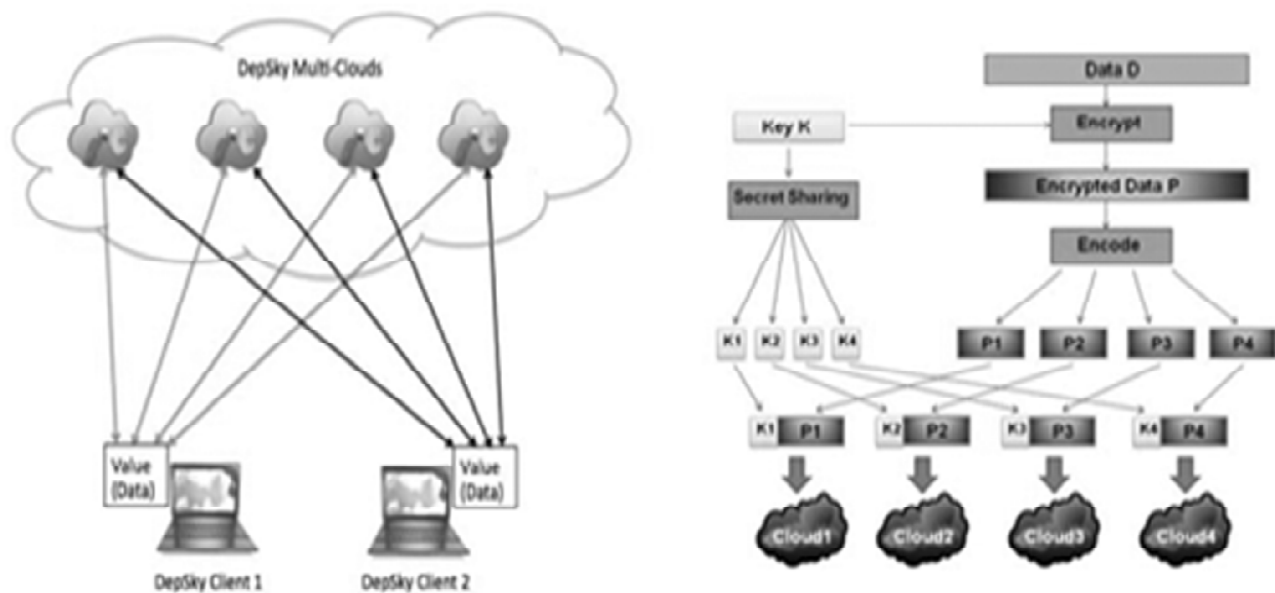 DepSky Multi-Clouds
Value
(Data)
Value
(Data)
DepSky Client 1
DepSky Client 2
Data D
Key K
Encrypt
Encrypted Data P
Secret Sharing
Encode
K1 K2 K3 K4
P1 P2 P3 P4
K1 P1 K2 P2 K3 P3 K4 P4
Cloud1 Cloud2 Cloud3 Cloud4